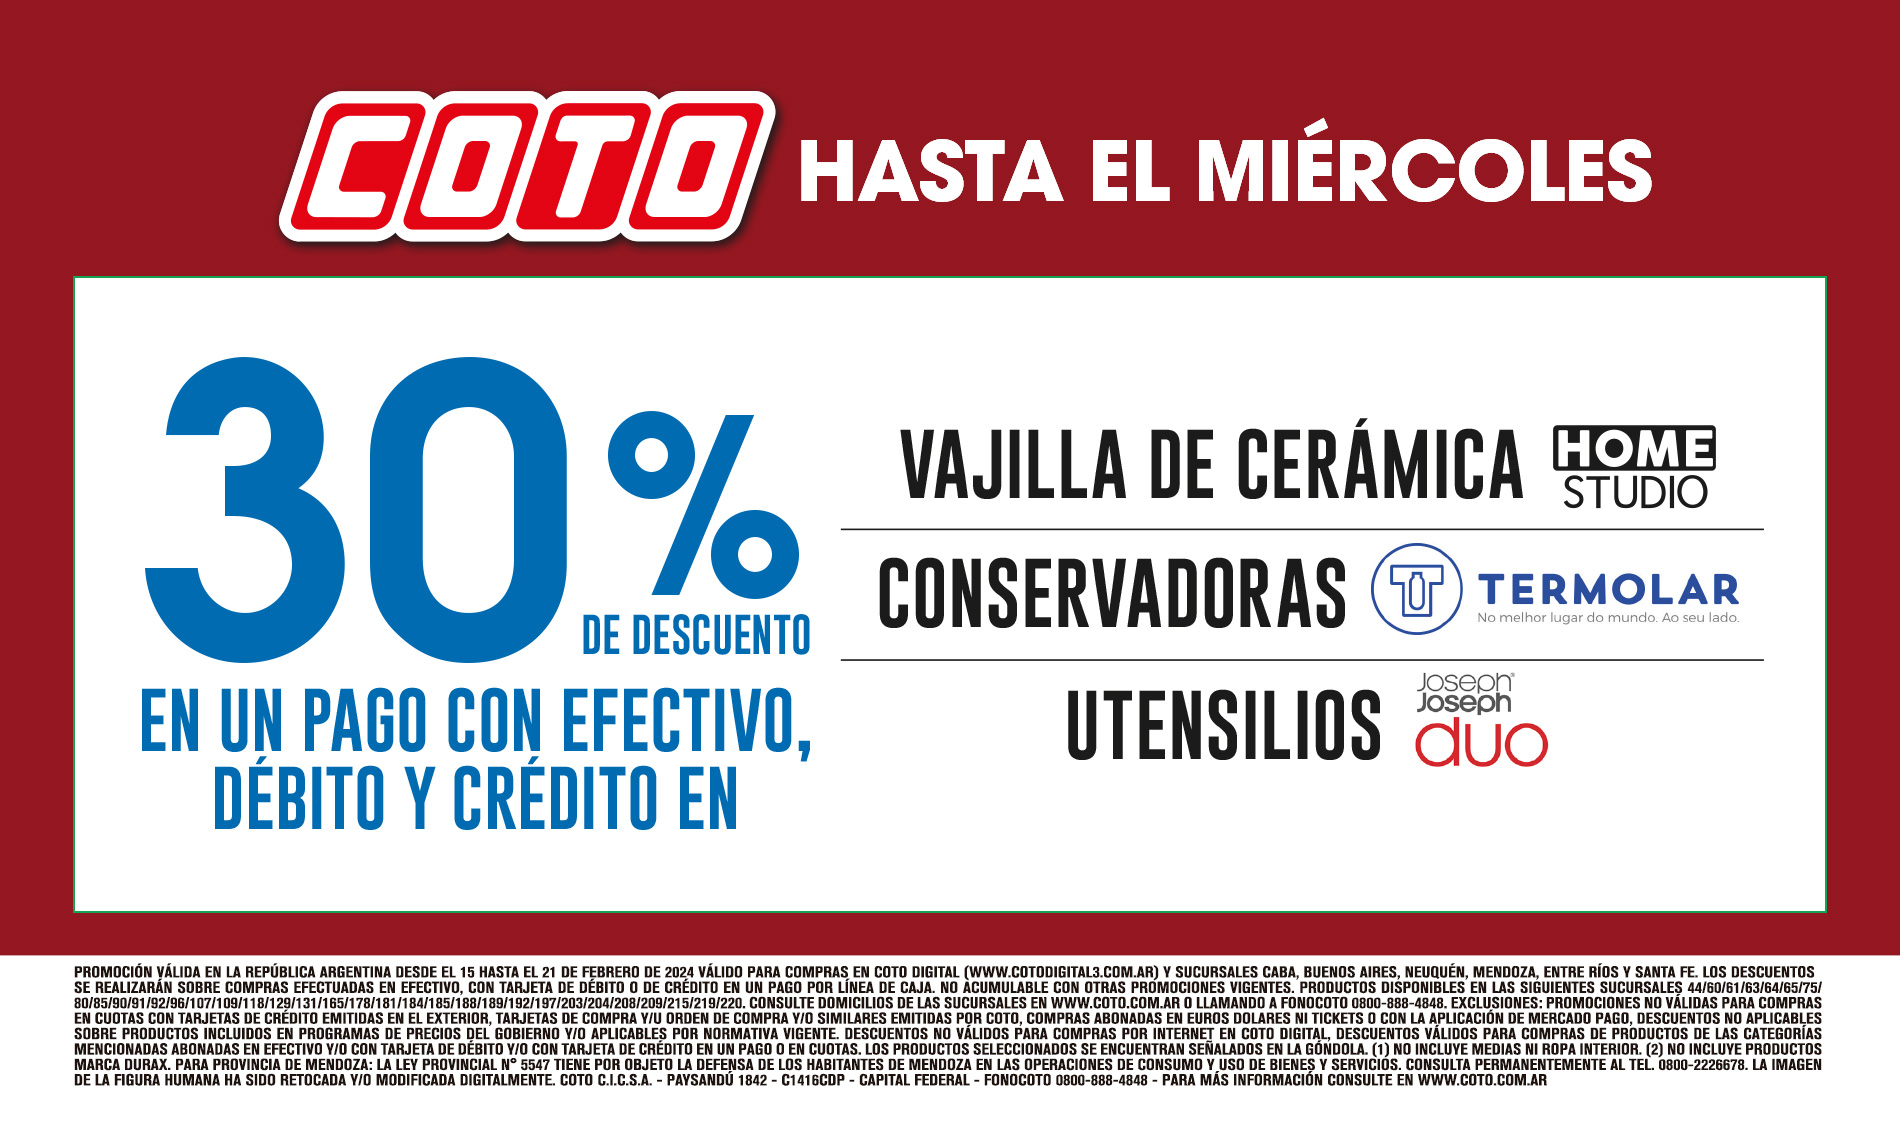 COTO HASTA EL MIÉRCOLES
30%
DE DESCUENTO
EN UN PAGO CON EFECTIVO,
DÉBITO Y CRÉDITO EN
VAJILLA DE CERÁMICA HOME
STUDIO
CONSERVADORAS TERMOLAR
No melhor lugar do mundo. Ao seu lado.
UTENSILIOS Joseph®
Joseph
duo
PROMOCIÓN VÁLIDA EN LA REPÚBLICA ARGENTINA DESDE EL 15 HASTA EL 21 DE FEBRERO DE 2024 VÁLIDO PARA COMPRAS EN COTO DIGITAL (WWW.COTODIGITAL3.COM.AR) Y SUCURSALES CABA, BUENOS AIRES, NEUQUÉN, MENDOZA, ENTRE RÍOS Y SANTA FE. LOS DESCUENTOS
SE REALIZARÁN SOBRE COMPRAS EFECTUADAS EN EFECTIVO, CON TARJETA DE DÉBITO O DE CRÉDITO EN UN PAGO POR LÍNEA DE CAJA. NO ACUMULABLE CON OTRAS PROMOCIONES VIGENTES. PRODUCTOS DISPONIBLES EN LAS SIGUIENTES SUCURSALES 44/60/61/63/64/65/75/
80/85/90/91/92/96/107/109/118/129/131/165/178/181/184/185/188/189/192/197/203/204/208/209/215/219/220. CONSULTE DOMICILIOS DE LAS SUCURSALES EN WWW.COTO.COM.AR O LLAMANDO A FONOCOTO 0800-888-4848. EXCLUSIONES: PROMOCIONES NO VÁLIDAS PARA COMPRAS
EN CUOTAS CON TARJETAS DE CRÉDITO EMITIDAS EN EL EXTERIOR, TARJETAS DE COMPRA Y/U ORDEN DE COMPRA Y/O SIMILARES EMITIDAS POR COTO, COMPRAS ABONADAS EN EUROS DOLARES NI TICKETS O CON LA APLICACIÓN DE MERCADO PAGO, DESCUENTOS NO APLICABLES
SOBRE PRODUCTOS INCLUIDOS EN PROGRAMAS DE PRECIOS DEL GOBIERNO Y/O APLICABLES POR NORMATIVA VIGENTE. DESCUENTOS NO VÁLIDOS PARA COMPRAS POR INTERNET EN COTO DIGITAL, DESCUENTOS VÁLIDOS PARA COMPRAS DE PRODUCTOS DE LAS CATEGORÍAS
MENCIONADAS ABONADAS EN EFECTIVO Y/O CON TARJETA DE DÉBITO Y/O CON TARJETA DE CRÉDITO EN UN PAGO O EN CUOTAS. LOS PRODUCTOS SELECCIONADOS SE ENCUENTRAN SEÑALADOS EN LA GÓNDOLA. (1) NO INCLUYE MEDIAS NI ROPA INTERIOR. (2) NO INCLUYE PRODUCTOS
MARCA DURAX. PARA PROVINCIA DE MENDOZA: LA LEY PROVINCIAL Nº 5547 TIENE POR OBJETO LA DEFENSA DE LOS HABITANTES DE MENDOZA EN LAS OPERACIONES DE CONSUMO Y USO DE BIENES Y SERVICIOS. CONSULTA PERMANENTEMENTE AL TEL. 0800-2226678. LA IMAGEN
DE LA FIGURA HUMANA HA SIDO RETOCADA Y/O MODIFICADA DIGITALMENTE. COTO C.I.C.S.A. - PAYSANDÚ 1842 - C1416CDP - CAPITAL FEDERAL - FONOCOTO 0800-888-4848 - PARA MÁS INFORMACIÓN CONSULTE EN WWW.COTO.COM.AR